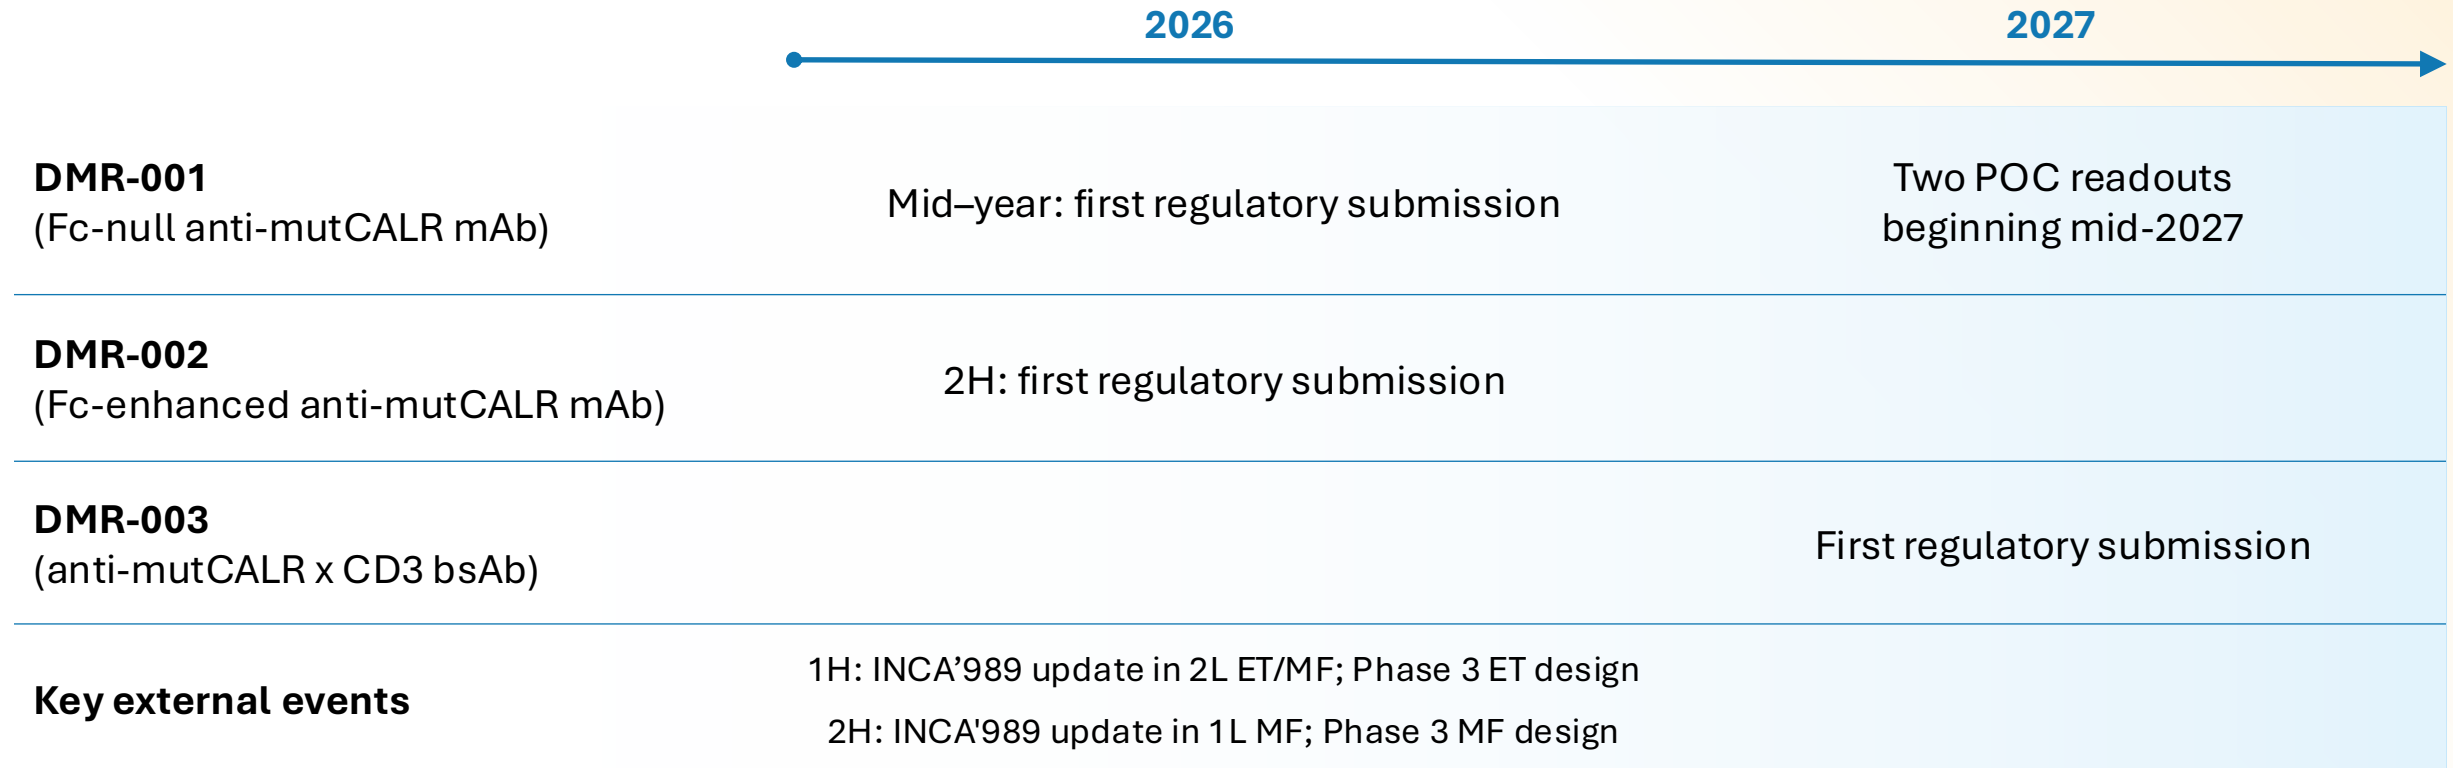 2026
2027
DMR-001
(Fc-null anti-mutCALR mAb)
Mid–year: first regulatory submission
Two POC readouts
beginning mid-2027
DMR-002
(Fc-enhanced anti-mutCALR mAb)
2H: first regulatory submission
DMR-003
(anti-mutCALR x CD3 bsAb)
First regulatory submission
Key external events
1H: INCA’989 update in 2L ET/MF; Phase 3 ET design
2H: INCA'989 update in 1L MF; Phase 3 MF design